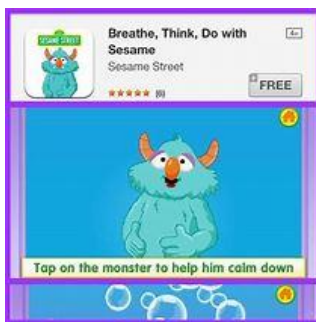 SESAME STREET
Breathe, Think, Do with
Sesame
Sesame Street
4+
(6)
FREE
Tap on the monster to help him calm down